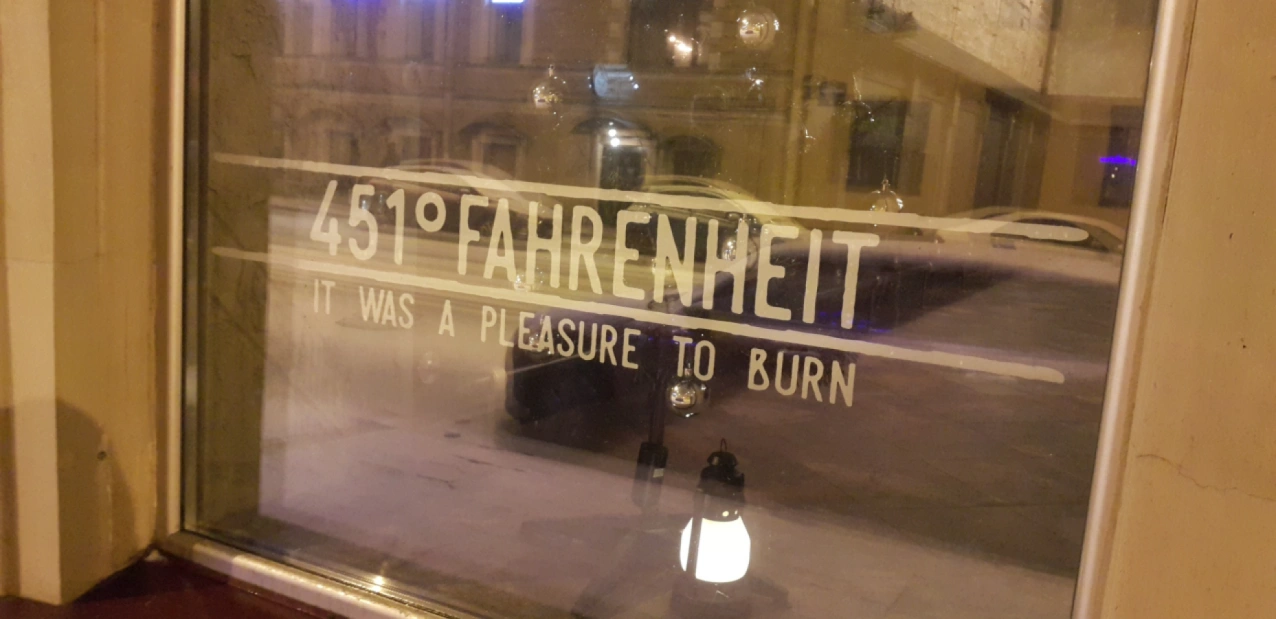 451°FAHRENHEIT
IT WAS A PLEASURE TO BURN